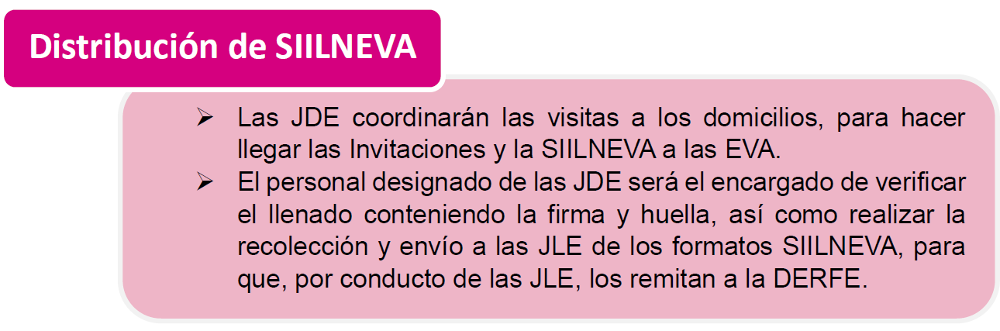 Distribución de SIILNEVA
➢ Las JDE coordinarán las visitas a los domicilios, para hacer
llegar las Invitaciones y la SIILNEVA a las EVA.
➢ El personal designado de las JDE será el encargado de verificar
el llenado conteniendo la firma y huella, así como realizar la
recolección y envío a las JLE de los formatos SIILNEVA, para
que, por conducto de las JLE, los remitan a la DERFE.